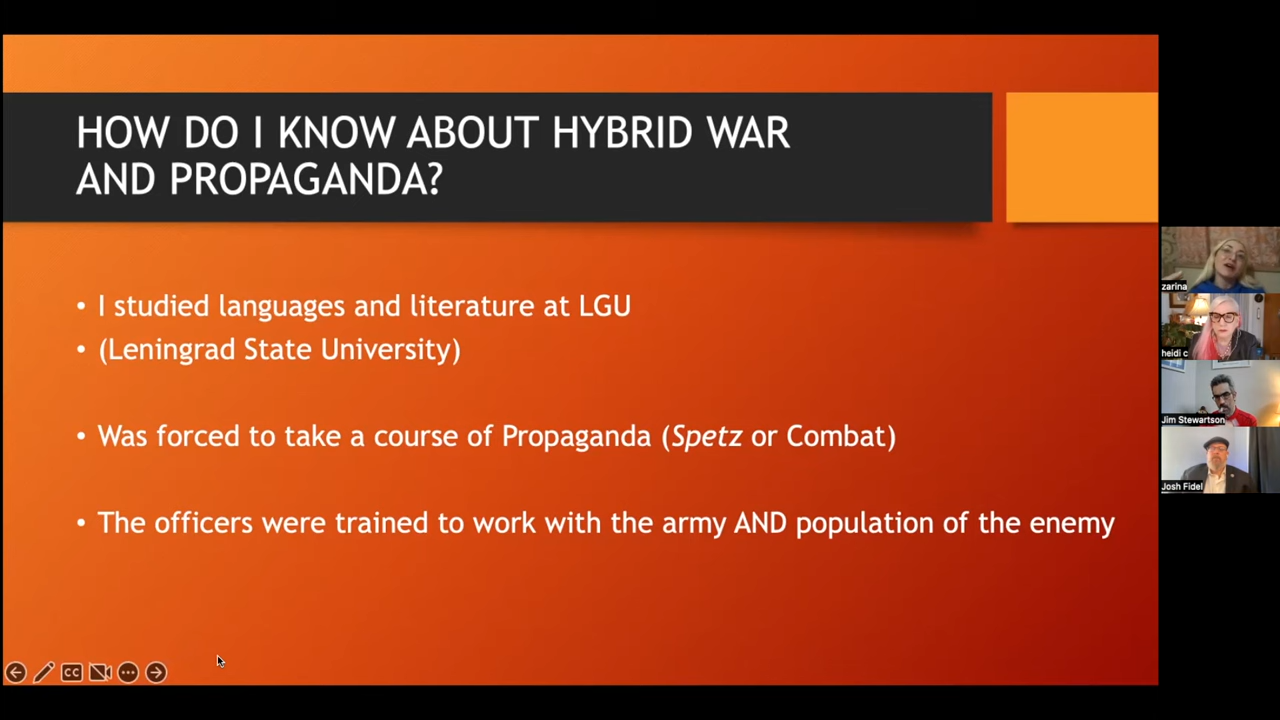 HOW DO I KNOW ABOUT HYBRID WAR
AND PROPAGANDA?
• I studied languages and literature at LGU
• (Leningrad State University)
• Was forced to take a course of Propaganda (Spetz or Combat)
• The officers were trained to work with the army AND population of the enemy
zarina
heidi c
Jim Stewartson
Josh Fidel
CC